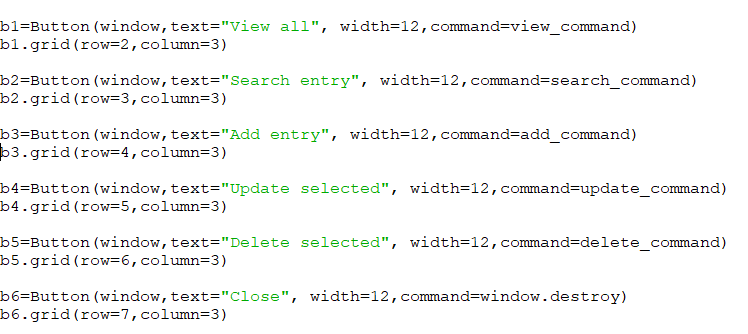 b1=Button(window,text="View all", width=12,command=view_command)
b1.grid(row=2,column=3)
b2=Button(window,text="Search entry", width=12,command=search_command)
b2.grid(row=3,column=3)
b3=Button(window,text="Add entry", width=12,command=add_command)
b3.grid(row=4,column=3)
b4=Button(window,text="Update selected", width=12,command=update_command)
b4.grid(row=5,column=3)
b5=Button(window,text="Delete selected", width=12,command=delete_command)
b5.grid(row=6,column=3)
b6=Button(window,text="Close", width=12,command=window.destroy)
b6.grid(row=7,column=3)